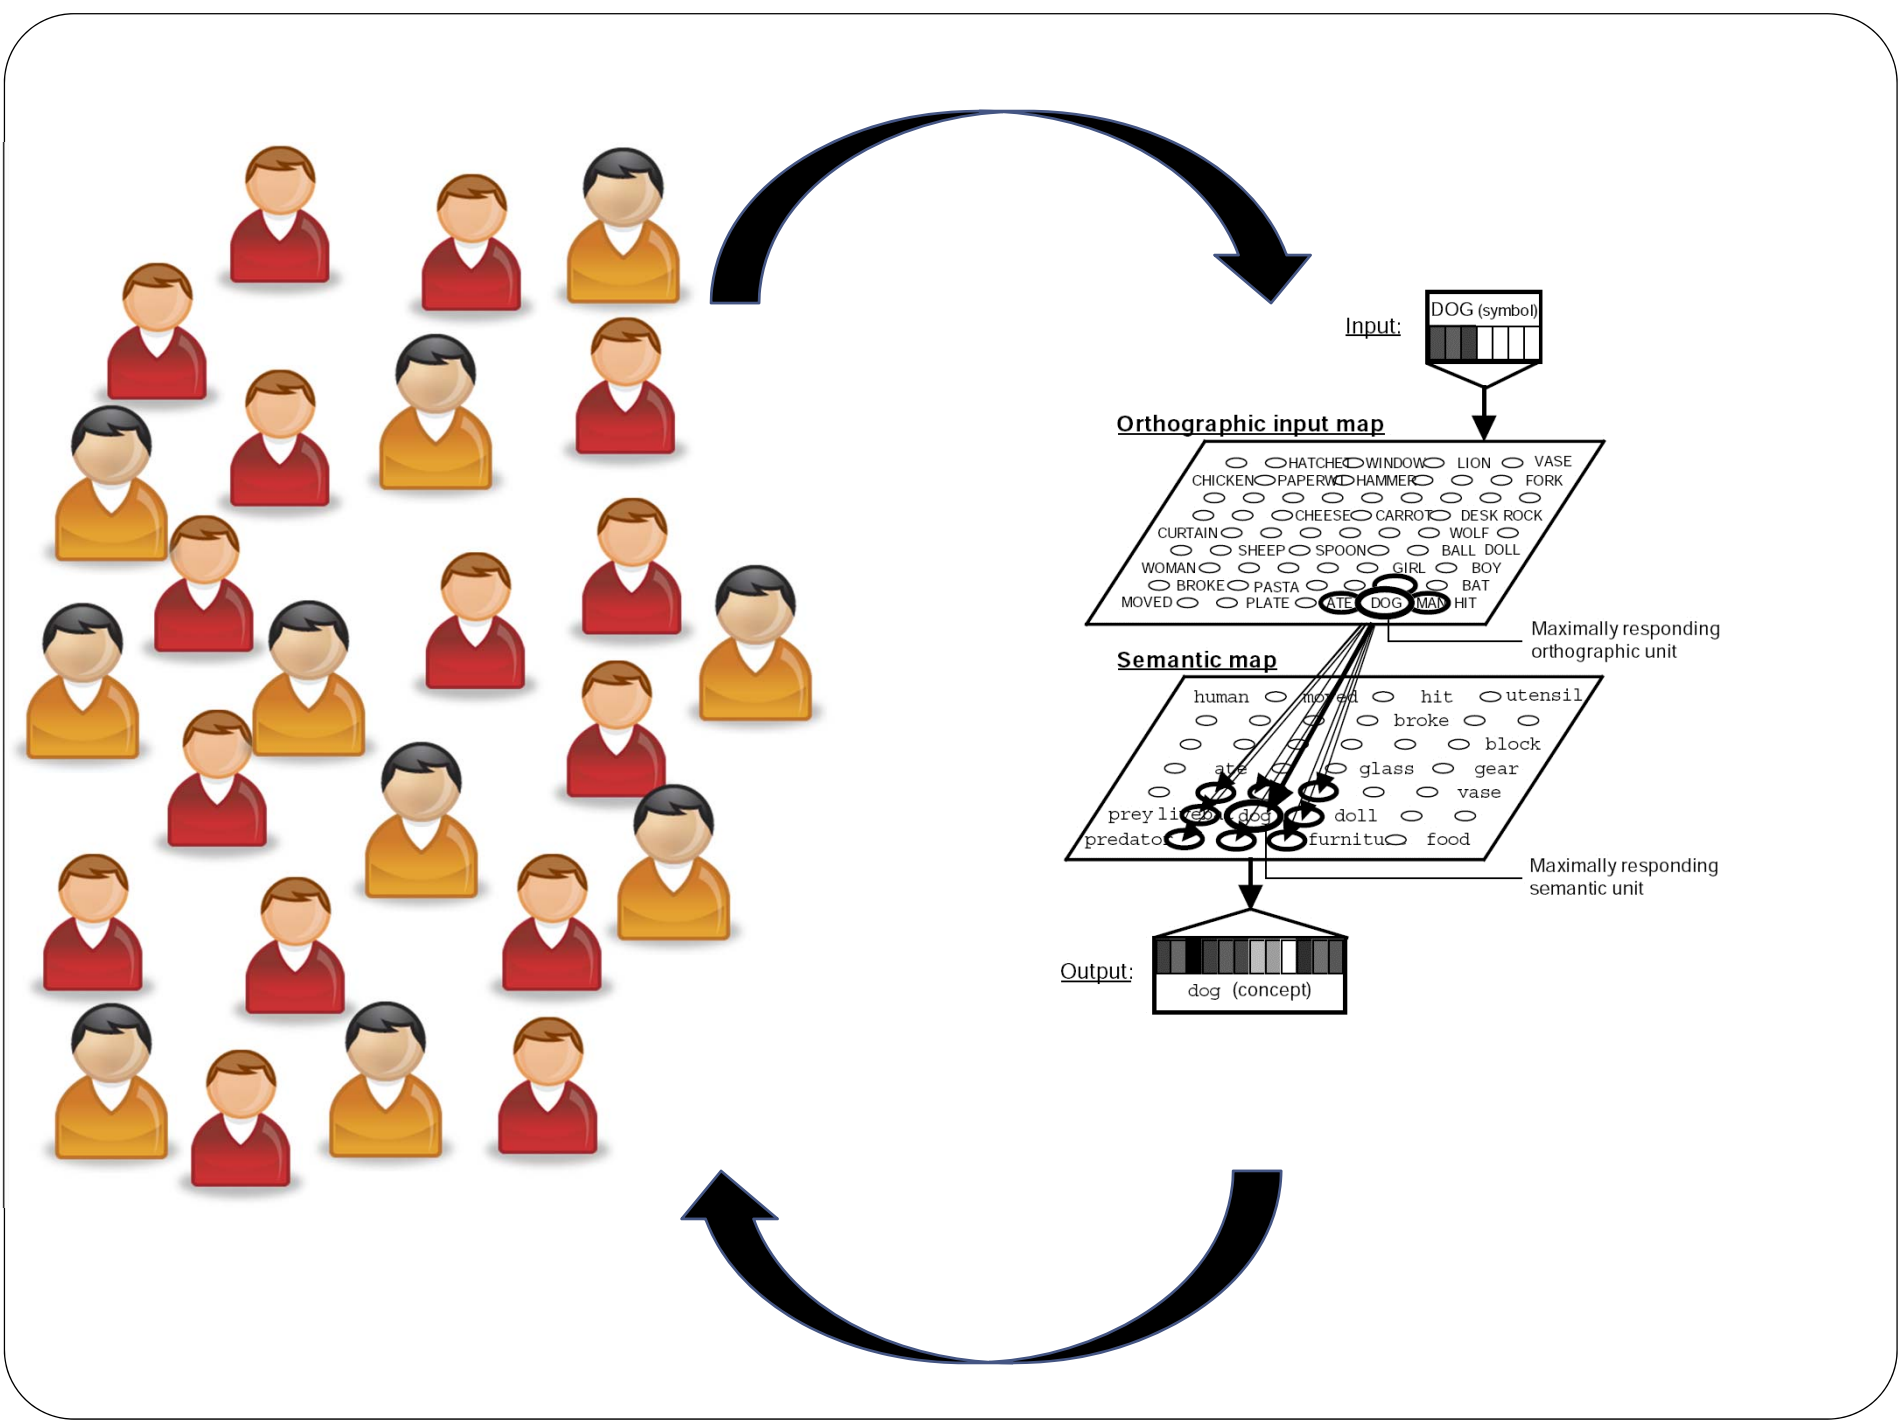 DOG (symbol)
Input:
Orthographic input map
HATCHET WINDOW LION VASE
CHICKEN PAPERWT HAMMER FORK
CHEESE CARROT DESK ROCK
CURTAIN WOLF
SHEEP SPOON BALL DOLL
WOMAN GIRL BOY
BROKE PASTA BAT
MOVED PLATE ATE DOG MAN HIT
Maximally responding
orthographic unit
Semantic map
human moved hit utensil
broke
block
ate glass gear
vase
prey dog doll
predator food
Maximally responding
semantic unit
Output:
dog (concept)